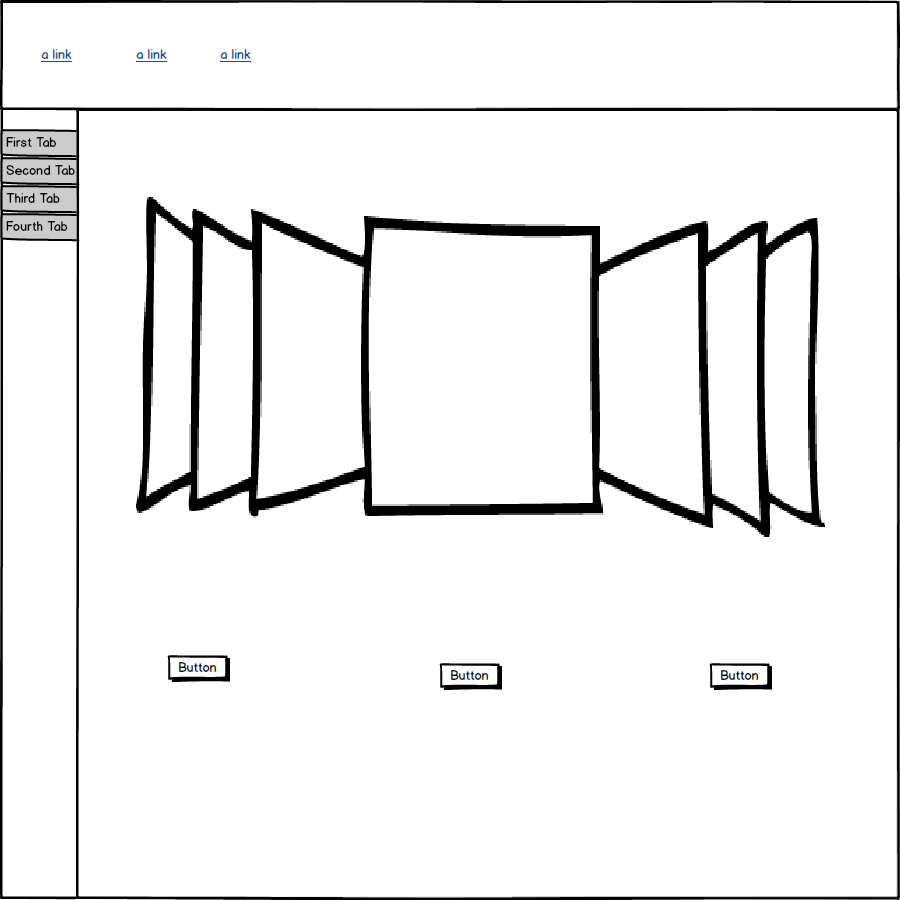 a link
a link
a link
First Tab
Second Tab
Third Tab
Fourth Tab
Button
Button
Button